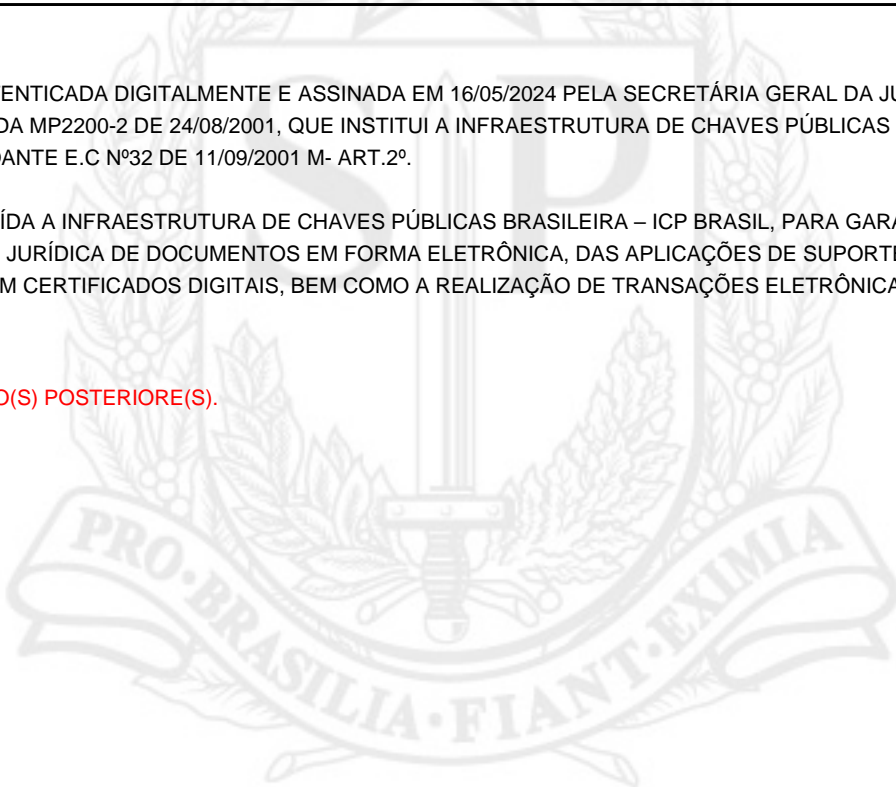 ENTICADA DIGITALMENTE E ASSINADA EM 16/05/2024 PELA SECRETÁRIA GERAL DA JU
DA MP2200-2 DE 24/08/2001, QUE INSTITUI A INFRAESTRUTURA DE CHAVES PÚBLICAS
DANTE E.C Nº32 DE 11/09/2001 M- ART.2º.
ÍDA A INFRAESTRUTURA DE CHAVES PÚBLICAS BRASILEIRA – ICP BRASIL, PARA GARA
JURÍDICA DE DOCUMENTOS EM FORMA ELETRÔNICA, DAS APLICAÇÕES DE SUPORTE
M CERTIFICADOS DIGITAIS, BEM COMO A REALIZAÇÃO DE TRANSAÇÕES ELETRÔNICA
O(S) POSTERIORE(S).
SP
PRO·BRASILIA·FIANT·EXIMIA